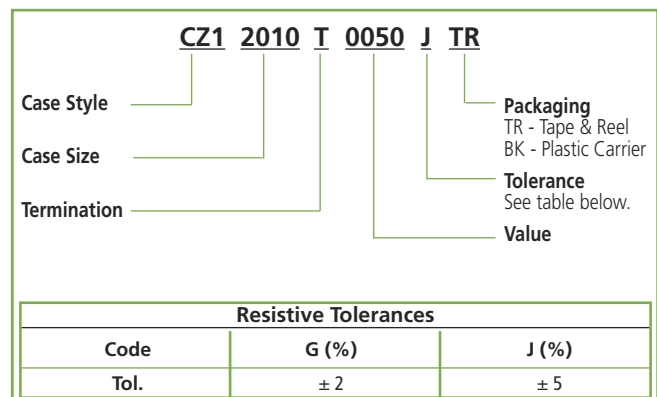 CZ1 2010 T 0050 J TR
Case Style
Case Size
Termination
Packaging
TR - Tape & Reel
BK - Plastic Carrier
Tolerance
See table below.
Value
Resistive Tolerances
Code G (%) J (%)
Tol. ± 2 ± 5